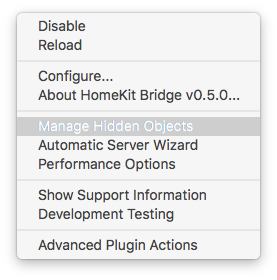 Disable
Reload
Configure...
About HomeKit Bridge v0.5.0...
Manage Hidden Objects
Automatic Server Wizard
Performance Options
Show Support Information
Development Testing
Advanced Plugin Actions